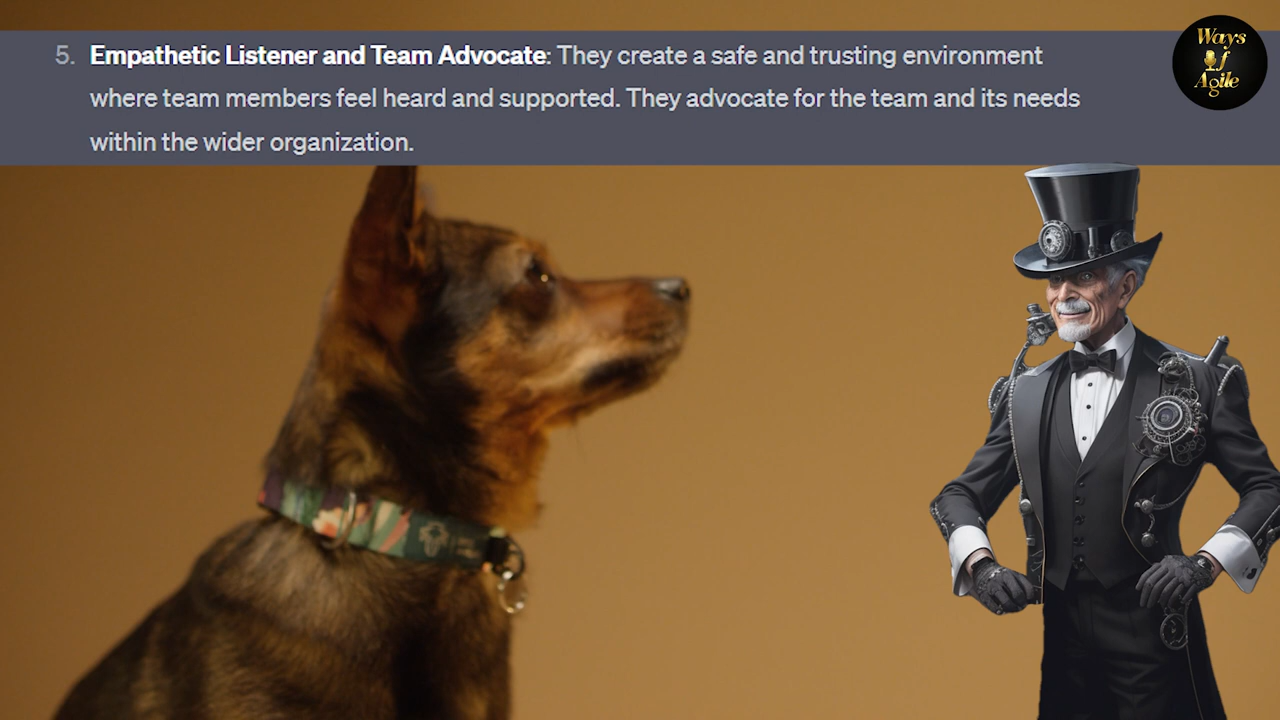 5. Empathetic Listener and Team Advocate: They create a safe and trusting environment
where team members feel heard and supported. They advocate for the team and its needs
within the wider organization.
Ways
of
Agile